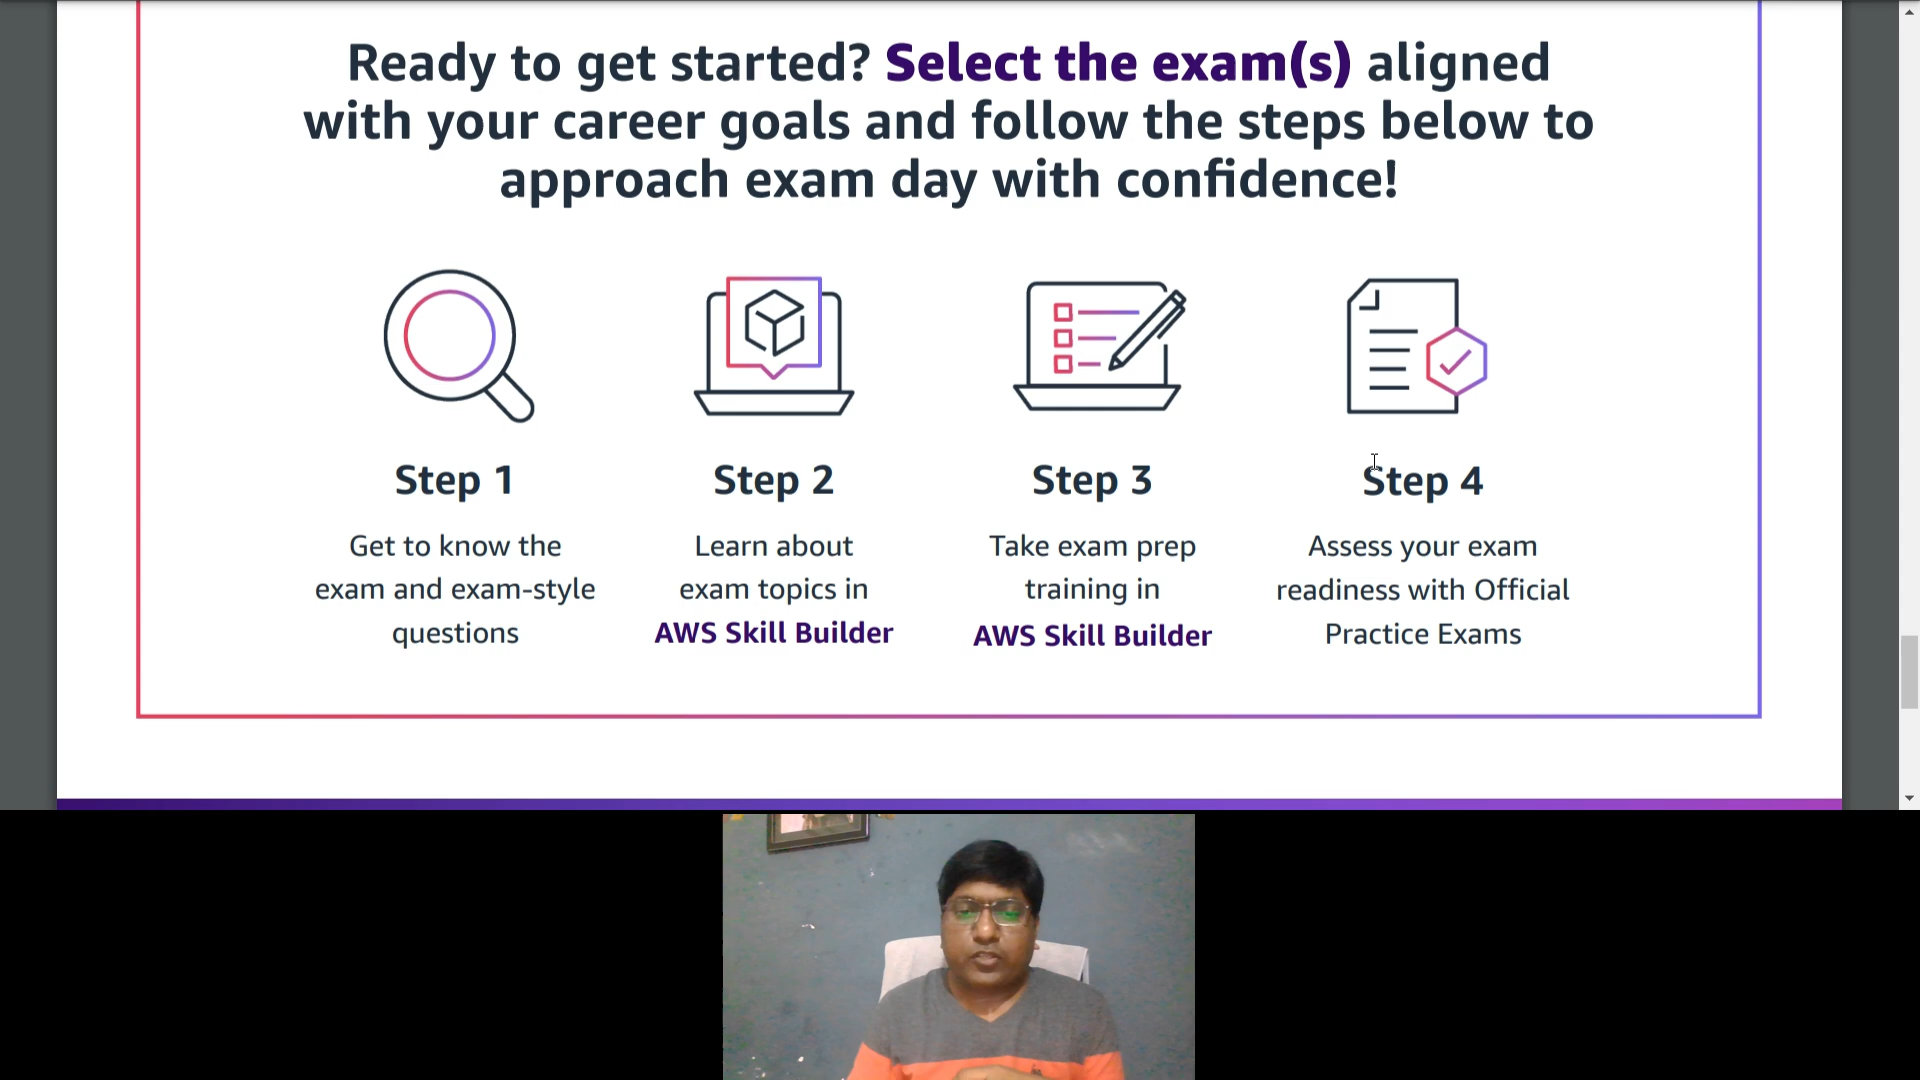 Ready to get started? Select the exam(s) aligned
with your career goals and follow the steps below to
approach exam day with confidence!
Step 1
Get to know the
exam and exam-style
questions
Step 2
Learn about
exam topics in
AWS Skill Builder
Step 3
Take exam prep
training in
AWS Skill Builder
Step 4
Assess your exam
readiness with Official
Practice Exams